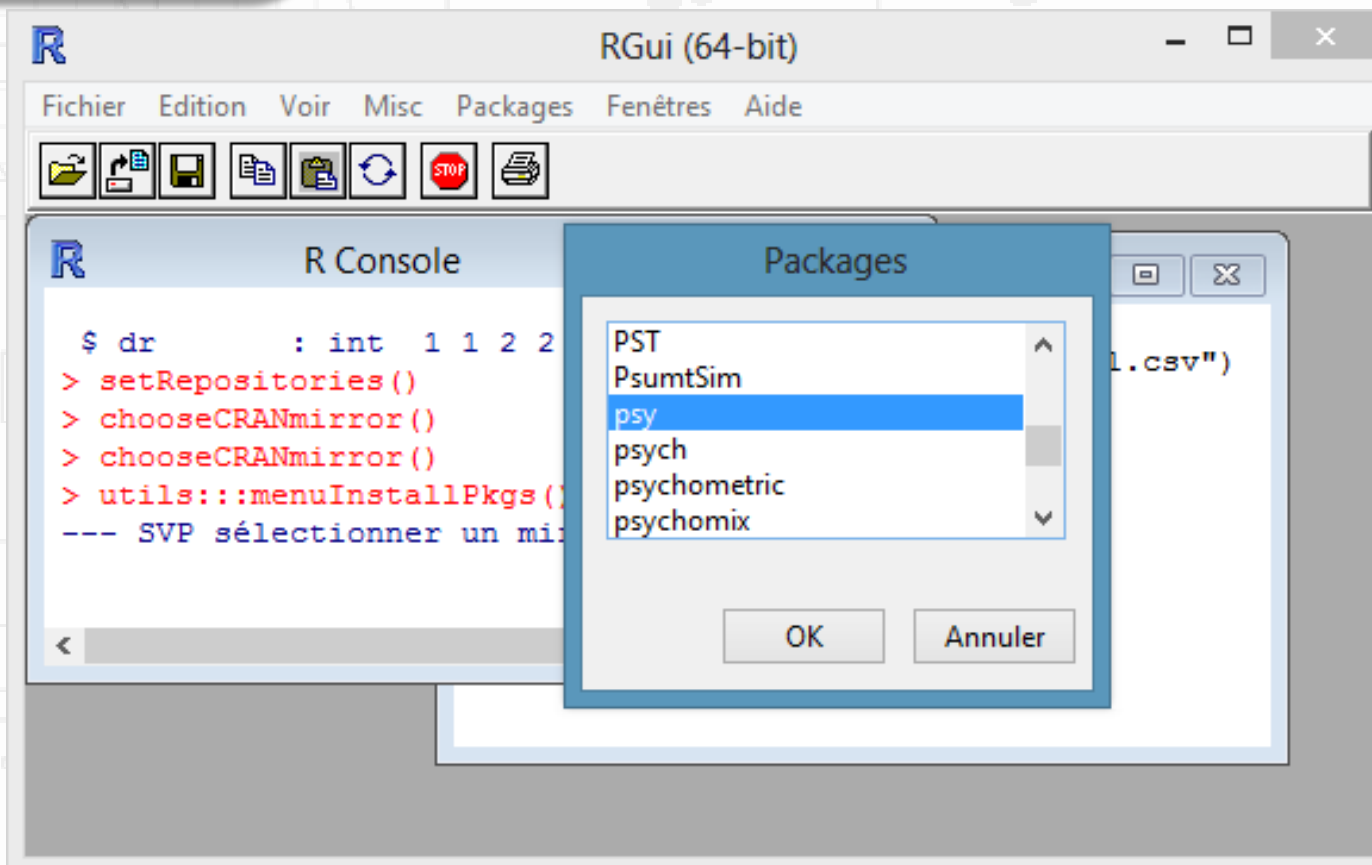 RGui (64-bit)
Fichier Edition Voir Misc Packages Fenêtres Aide
STOP
R Console
$ dr : int 1 1 2 2
> setRepositories()
> chooseCRANmirror()
> chooseCRANmirror()
> utils:::menuInstallPkgs()
--- SVP sélectionner un
Packages
PST
PsumtSim
psy
psych
psychometric
psychomix
OK Annuler
.csv")